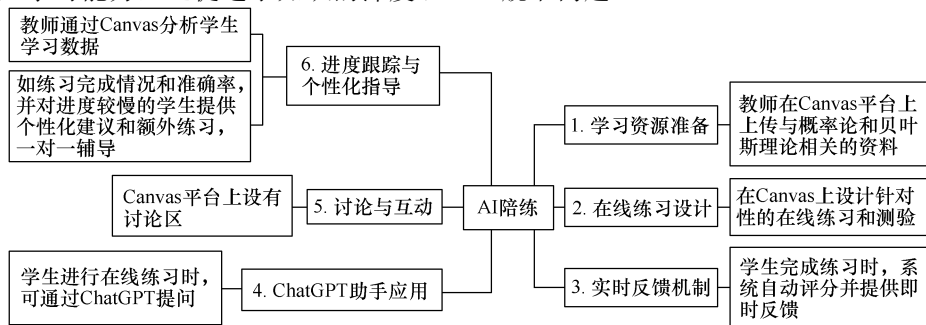 教师通过Canvas分析学生
学习数据
如练习完成情况和准确率，
并对进度较慢的学生提供
个性化建议和额外练习，
一对一辅导
6. 进度跟踪与
个性化指导
Canvas平台上设有
讨论区
5. 讨论与互动
学生进行在线练习时，
可通过ChatGPT提问
4. ChatGPT助手应用
AI陪练
1. 学习资源准备
教师在Canvas平台上
上传与概率论和贝叶
斯理论相关的资料
2. 在线练习设计
在Canvas上设计针对
性的在线练习和测验
3. 实时反馈机制
学生完成练习时，系
统自动评分并提供即
时反馈